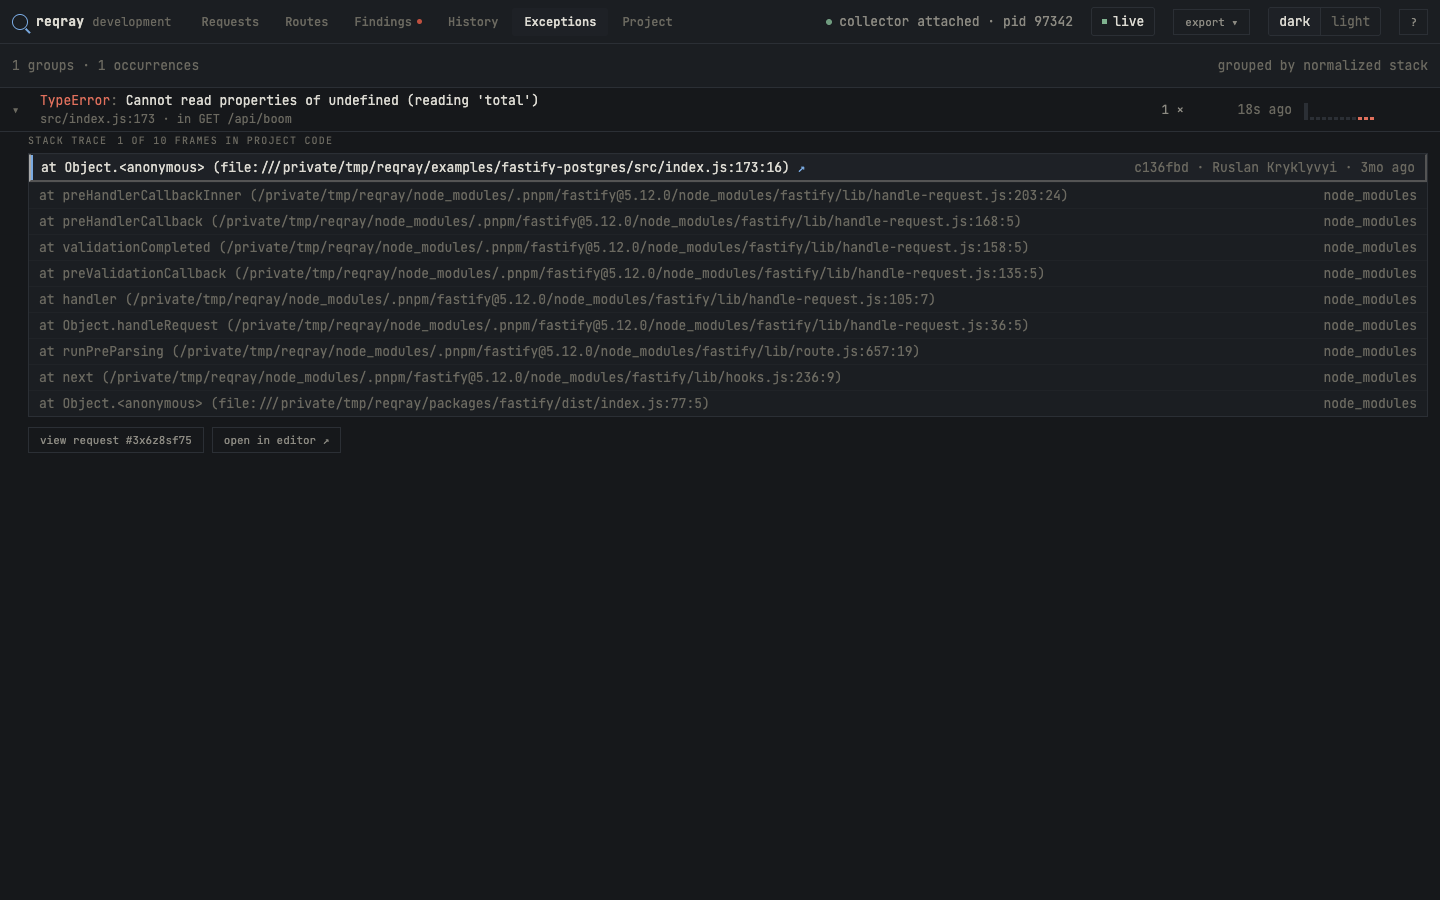 reqray development Requests Routes Findings History Exceptions Project collector attached · pid 97342 live export ▾ dark light ?
1 groups · 1 occurrences grouped by normalized stack
▾ TypeError: Cannot read properties of undefined (reading 'total') 1 × 18s ago
src/index.js:173 · in GET /api/boom
STACK TRACE 1 OF 10 FRAMES IN PROJECT CODE
at Object.<anonymous> (file:///private/tmp/reqray/examples/fastify-postgres/src/index.js:173:16) ↗ c136fbd · Ruslan Kryklyvyi · 3mo ago
at preHandlerCallbackInner (/private/tmp/reqray/node_modules/.pnpm/fastify@5.12.0/node_modules/fastify/lib/handle-request.js:203:24) node_modules
at preHandlerCallback (/private/tmp/reqray/node_modules/.pnpm/fastify@5.12.0/node_modules/fastify/lib/handle-request.js:168:5) node_modules
at validationCompleted (/private/tmp/reqray/node_modules/.pnpm/fastify@5.12.0/node_modules/fastify/lib/handle-request.js:158:5) node_modules
at preValidationCallback (/private/tmp/reqray/node_modules/.pnpm/fastify@5.12.0/node_modules/fastify/lib/handle-request.js:135:5) node_modules
at handler (/private/tmp/reqray/node_modules/.pnpm/fastify@5.12.0/node_modules/fastify/lib/handle-request.js:105:7) node_modules
at Object.handleRequest (/private/tmp/reqray/node_modules/.pnpm/fastify@5.12.0/node_modules/fastify/lib/handle-request.js:36:5) node_modules
at runPreParsing (/private/tmp/reqray/node_modules/.pnpm/fastify@5.12.0/node_modules/fastify/lib/route.js:657:19) node_modules
at next (/private/tmp/reqray/node_modules/.pnpm/fastify@5.12.0/node_modules/fastify/lib/hooks.js:236:9) node_modules
at Object.<anonymous> (file:///private/tmp/reqray/packages/fastify/dist/index.js:77:5) node_modules
view request #3x6z8sf75 open in editor ↗